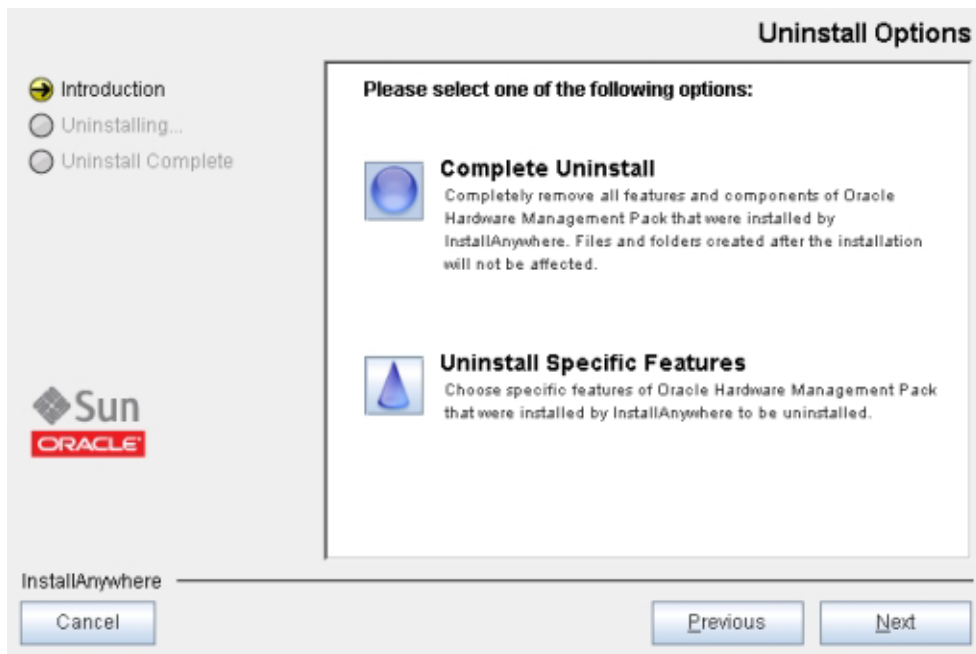 Uninstall Options
Introduction
Uninstalling...
Uninstall Complete
Please select one of the following options:
Complete Uninstall
Completely remove all features and components of Oracle
Hardware Management Pack that were installed by
InstallAnywhere. Files and folders created after the installation
will not be affected.
Uninstall Specific Features
Choose specific features of Oracle Hardware Management Pack
that were installed by InstallAnywhere to be uninstalled.
Sun
ORACLE
InstallAnywhere
Cancel
Previous
Next